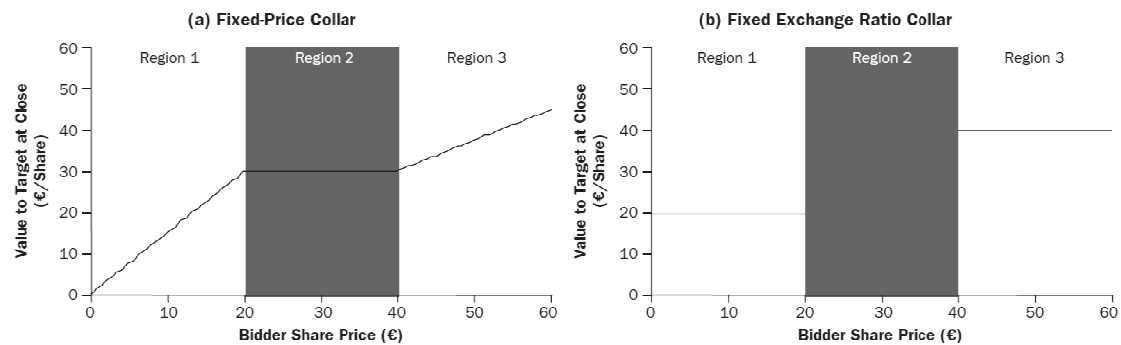 (a) Fixed-Price Collar
Region 1 Region 2 Region 3
60
50
40
30
20
10
0
0 10 20 30 40 50 60
Value to Target at Close
(€/Share)
Bidder Share Price (€)
(b) Fixed Exchange Ratio Collar
Region 1 Region 2 Region 3
60
50
40
30
20
10
0
0 10 20 30 40 50 60
Value to Target at Close
(€/Share)
Bidder Share Price (€)